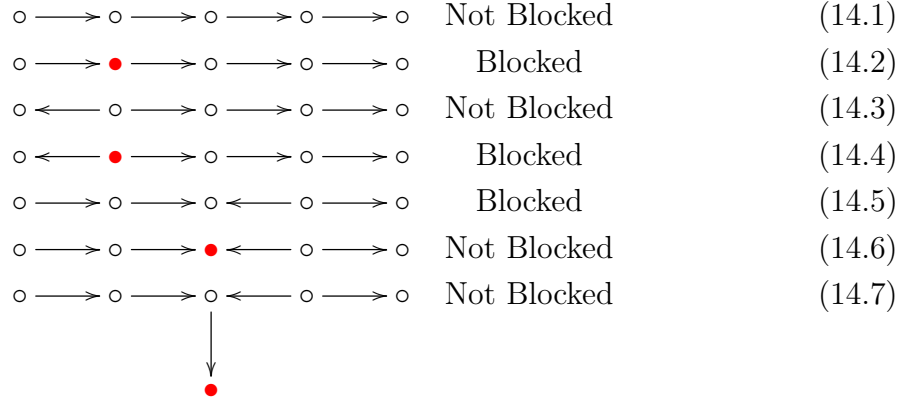 Not Blocked (14.1)
Blocked (14.2)
Not Blocked (14.3)
Blocked (14.4)
Blocked (14.5)
Not Blocked (14.6)
Not Blocked (14.7)